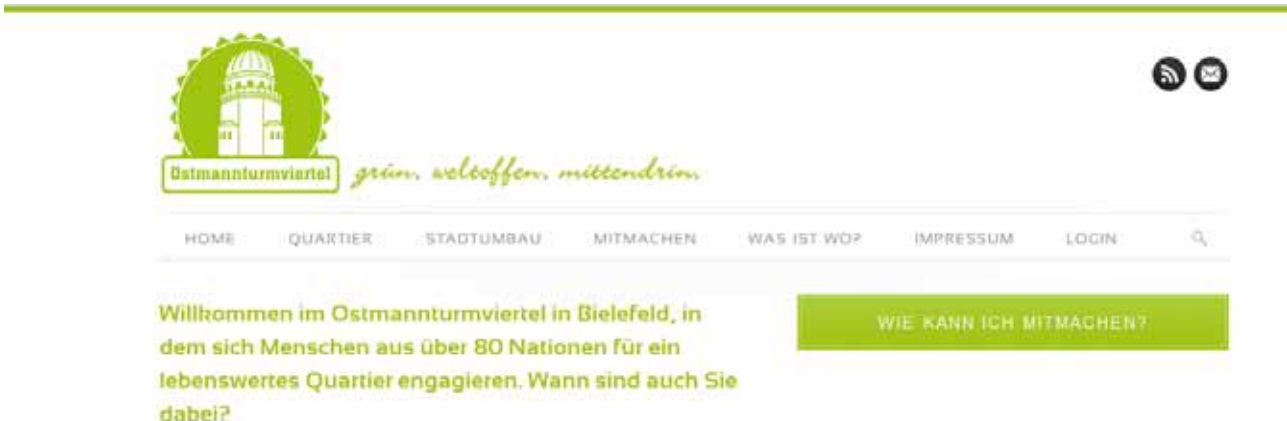 Ostmannturmviertel grün. weltoffen. mittendrin.
HOME QUARTIER STADTUMBAU MITMACHEN WAS IST WO? IMPRESSUM LOGIN
Willkommen im Ostmannturmviertel in Bielefeld, in
dem sich Menschen aus über 80 Nationen für ein
lebenswertes Quartier engagieren. Wann sind auch Sie
dabei?
WIE KANN ICH MITMACHEN?